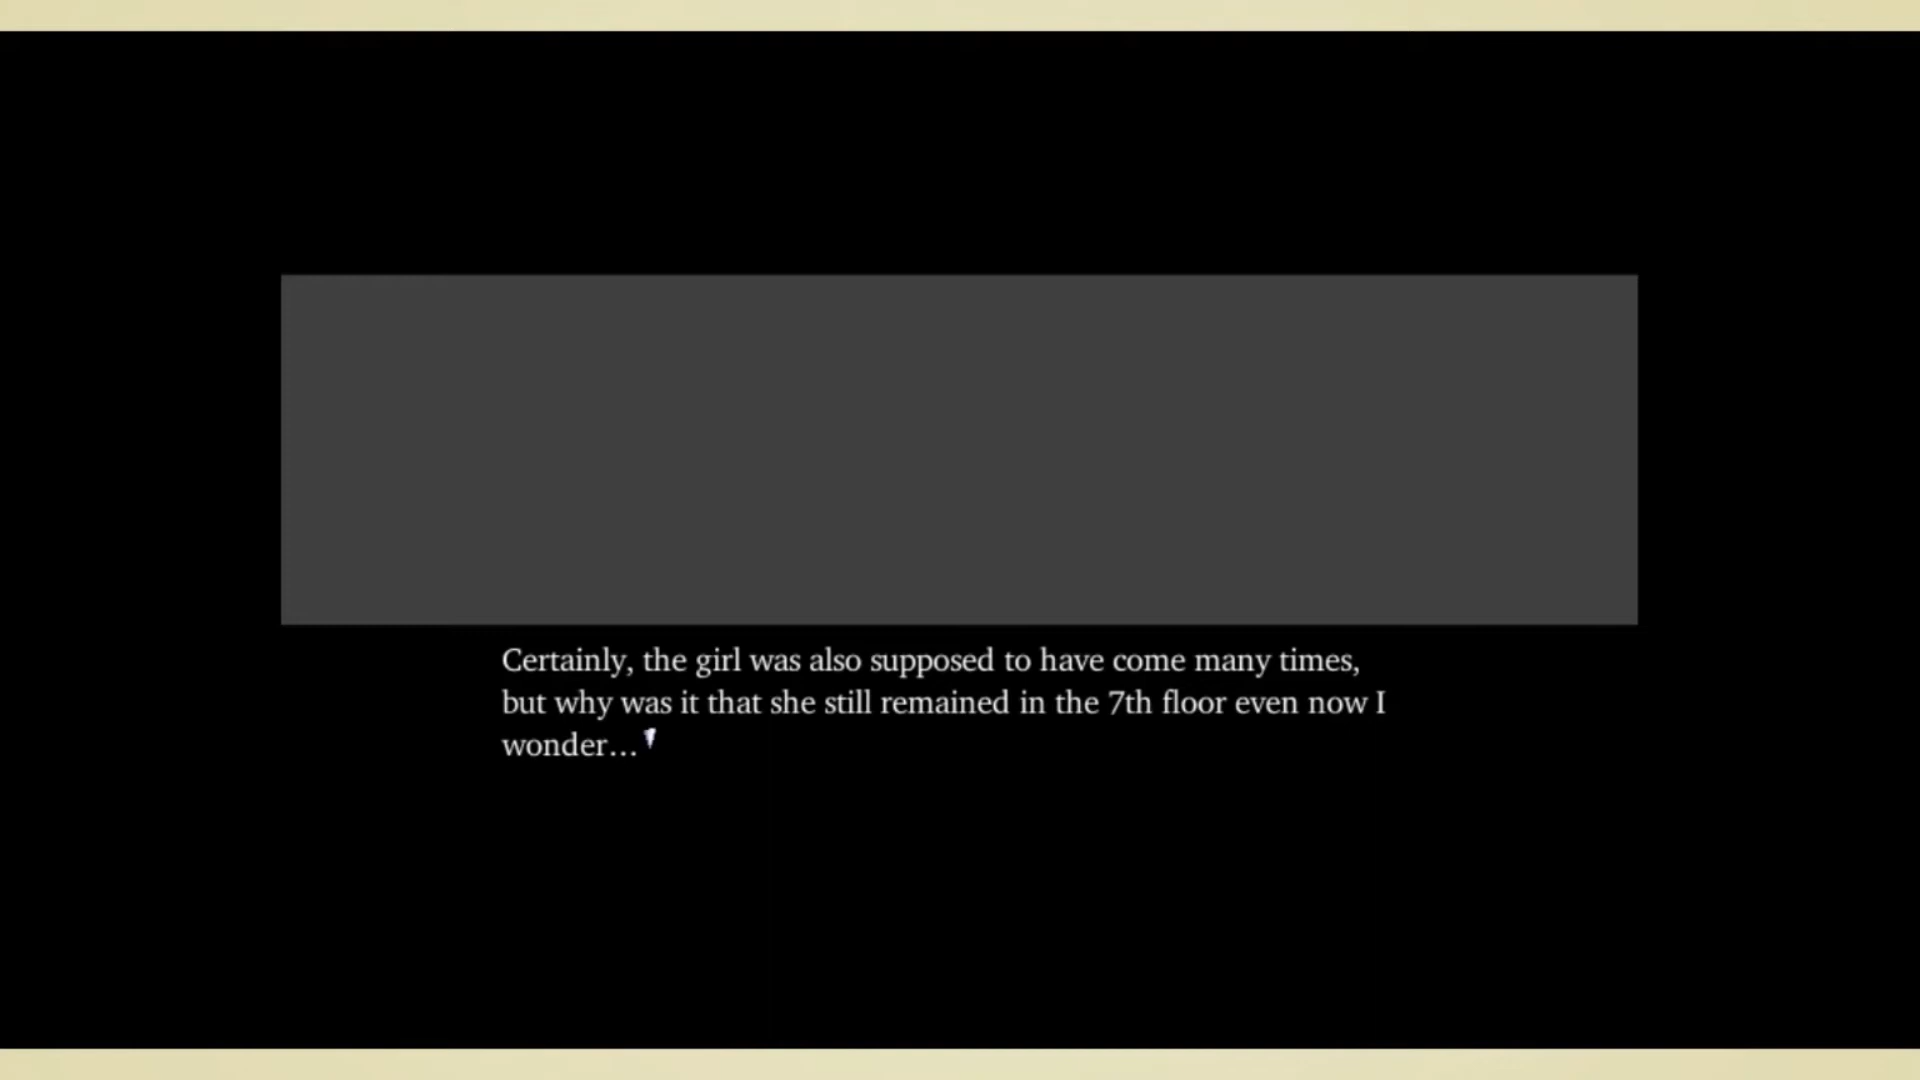 Certainly, the girl was also supposed to have come many times,
but why was it that she still remained in the 7th floor even now I
wonder...